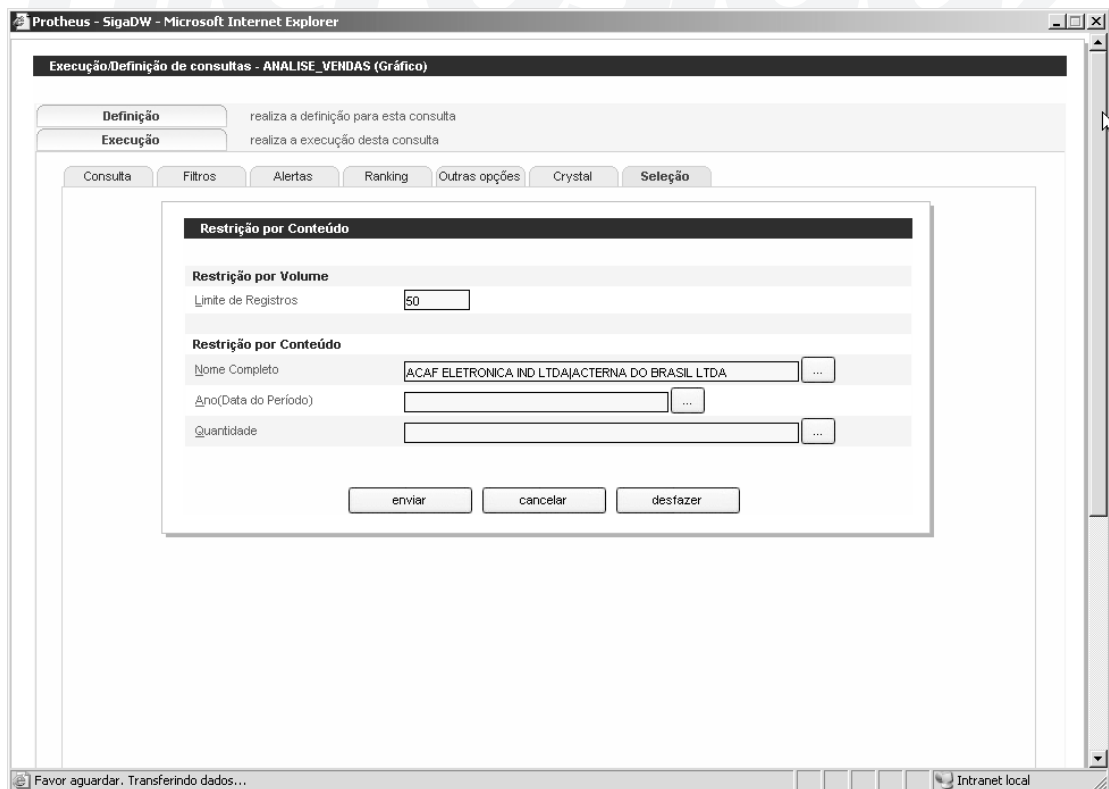 Protheus - SigaDW - Microsoft Internet Explorer
Execução/Definição de consultas - ANALISE_VENDAS (Gráfico)
Definição realiza a definição para esta consulta
Execução realiza a execução desta consulta
Consulta Filtros Alertas Ranking Outras opções Crystal Seleção
Restrição por Conteúdo
Restrição por Volume
Limite de Registros 50
Restrição por Conteúdo
Nome Completo ACAF ELETRONICA IND LTDA|ACTERNA DO BRASIL LTDA ...
Ano(Data do Período) ...
Quantidade ...
enviar cancelar desfazer
Favor aguardar. Transferindo dados... Intranet local